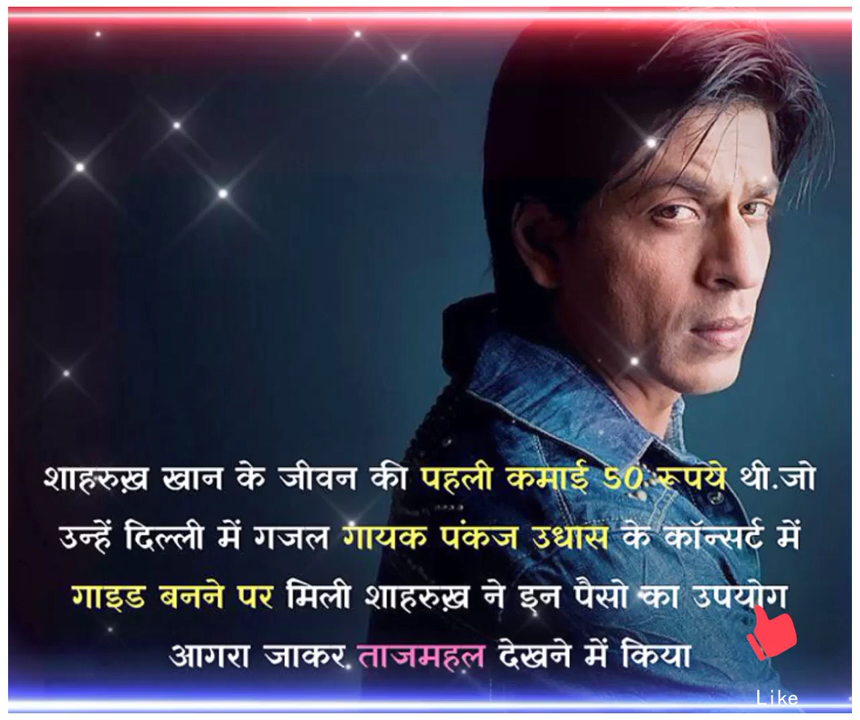 शाहरुख़ खान के जीवन की पहली कमाई 50 रूपये थी.जो
उन्हें दिल्ली में गजल गायक पंकज उधास के कॉन्सर्ट में
गाइड बनने पर मिली शाहरुख़ ने इन पैसो का उपयोग
आगरा जाकर ताजमहल देखने में किया
Like